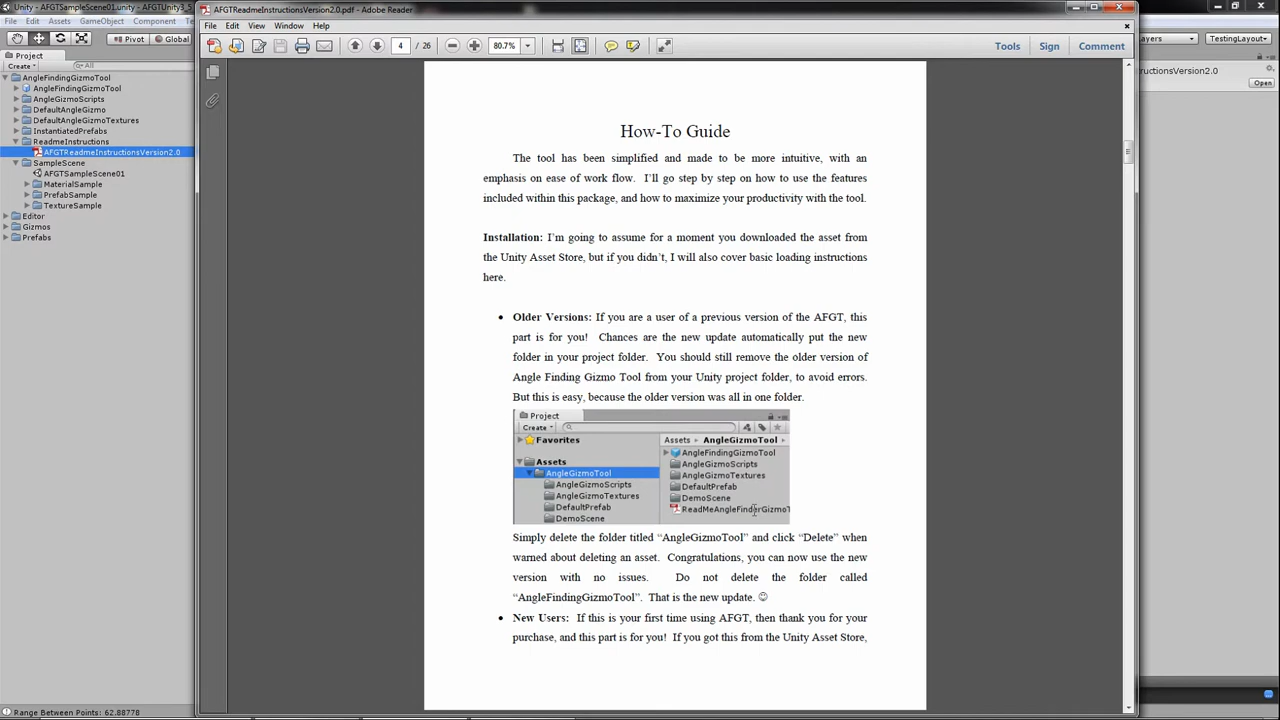 Unity - AFGTSampleScene01.unity - AFGTUnity3_5
File Edit Assets GameObject Component
Pivot Global
Project
Create
All
AngleFindingGizmoTool
AngleFindingGizmoTool
AngleGizmoScripts
DefaultAngleGizmo
DefaultAngleGizmoTextures
InstantiatedPrefabs
ReadmeInstructions
AFGTReadmeInstructionsVersion2.0
SampleScene
AFGTSampleScene01
MaterialSample
PrefabSample
TextureSample
Editor
Gizmos
Prefabs
Range Between Points: 62.88778
AFGTReadmeInstructionsVersion2.0.pdf - Adobe Reader
File Edit View Window Help
4 / 26 80.7% Tools Sign Comment
How-To Guide
The tool has been simplified and made to be more intuitive, with an
emphasis on ease of work flow. I'll go step by step on how to use the features
included within this package, and how to maximize your productivity with the tool.
Installation: I'm going to assume for a moment you downloaded the asset from
the Unity Asset Store, but if you didn't, I will also cover basic loading instructions
here.
• Older Versions: If you are a user of a previous version of the AFGT, this
part is for you! Chances are the new update automatically put the new
folder in your project folder. You should still remove the older version of
Angle Finding Gizmo Tool from your Unity project folder, to avoid errors.
But this is easy, because the older version was all in one folder.
Project
Create
Favorites
Assets
AngleGizmoTool
AngleGizmoScripts
AngleGizmoTextures
DefaultPrefab
DemoScene
Assets AngleGizmoTool
AngleFindingGizmoTool
AngleGizmoScripts
AngleGizmoTextures
DefaultPrefab
DemoScene
ReadMeAngleFinderGizmoT
Simply delete the folder titled “AngleGizmoTool” and click “Delete” when
warned about deleting an asset. Congratulations, you can now use the new
version with no issues. Do not delete the folder called
“AngleFindingGizmoTool”. That is the new update. ☺
• New Users: If this is your first time using AFGT, then thank you for your
purchase, and this part is for you! If you got this from the Unity Asset Store,
ayers TestingLayout
ructionsVersion2.0
Open